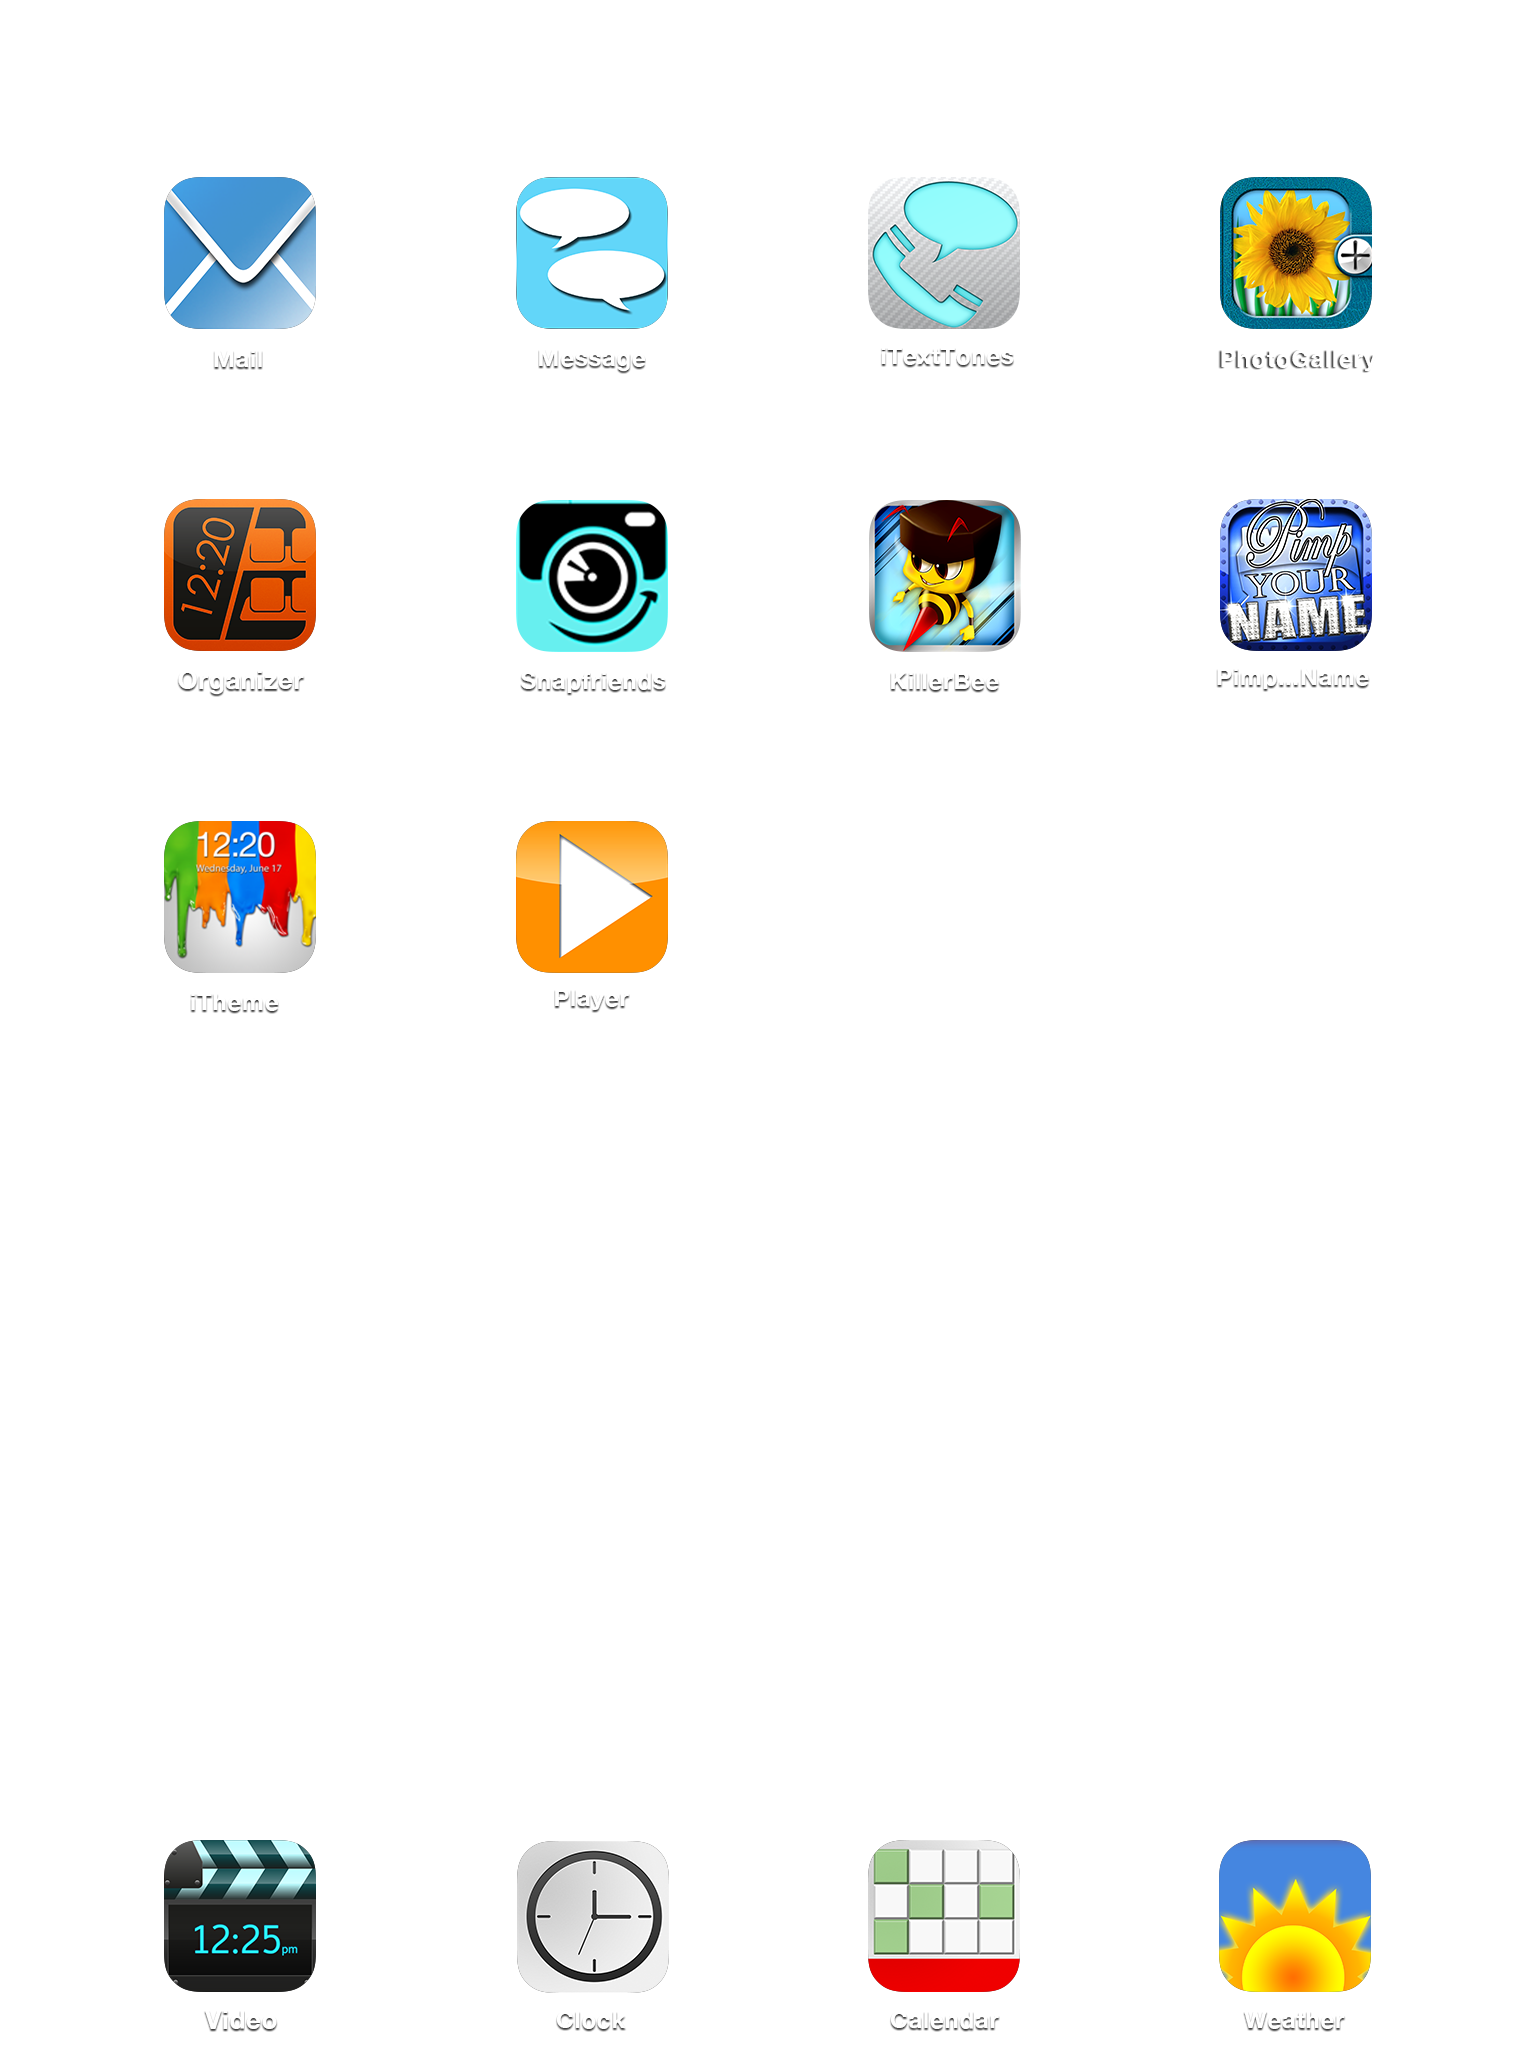 Mail
Message
iTextTones
PhotoGallery
12:20
Pimp
YOUR
NAME
Organizer
Snapfriends
KillerBee
Pimp...Name
12:20
Wednesday, June 17
iTheme
Player
12:25pm
Video
Clock
Calendar
Weather